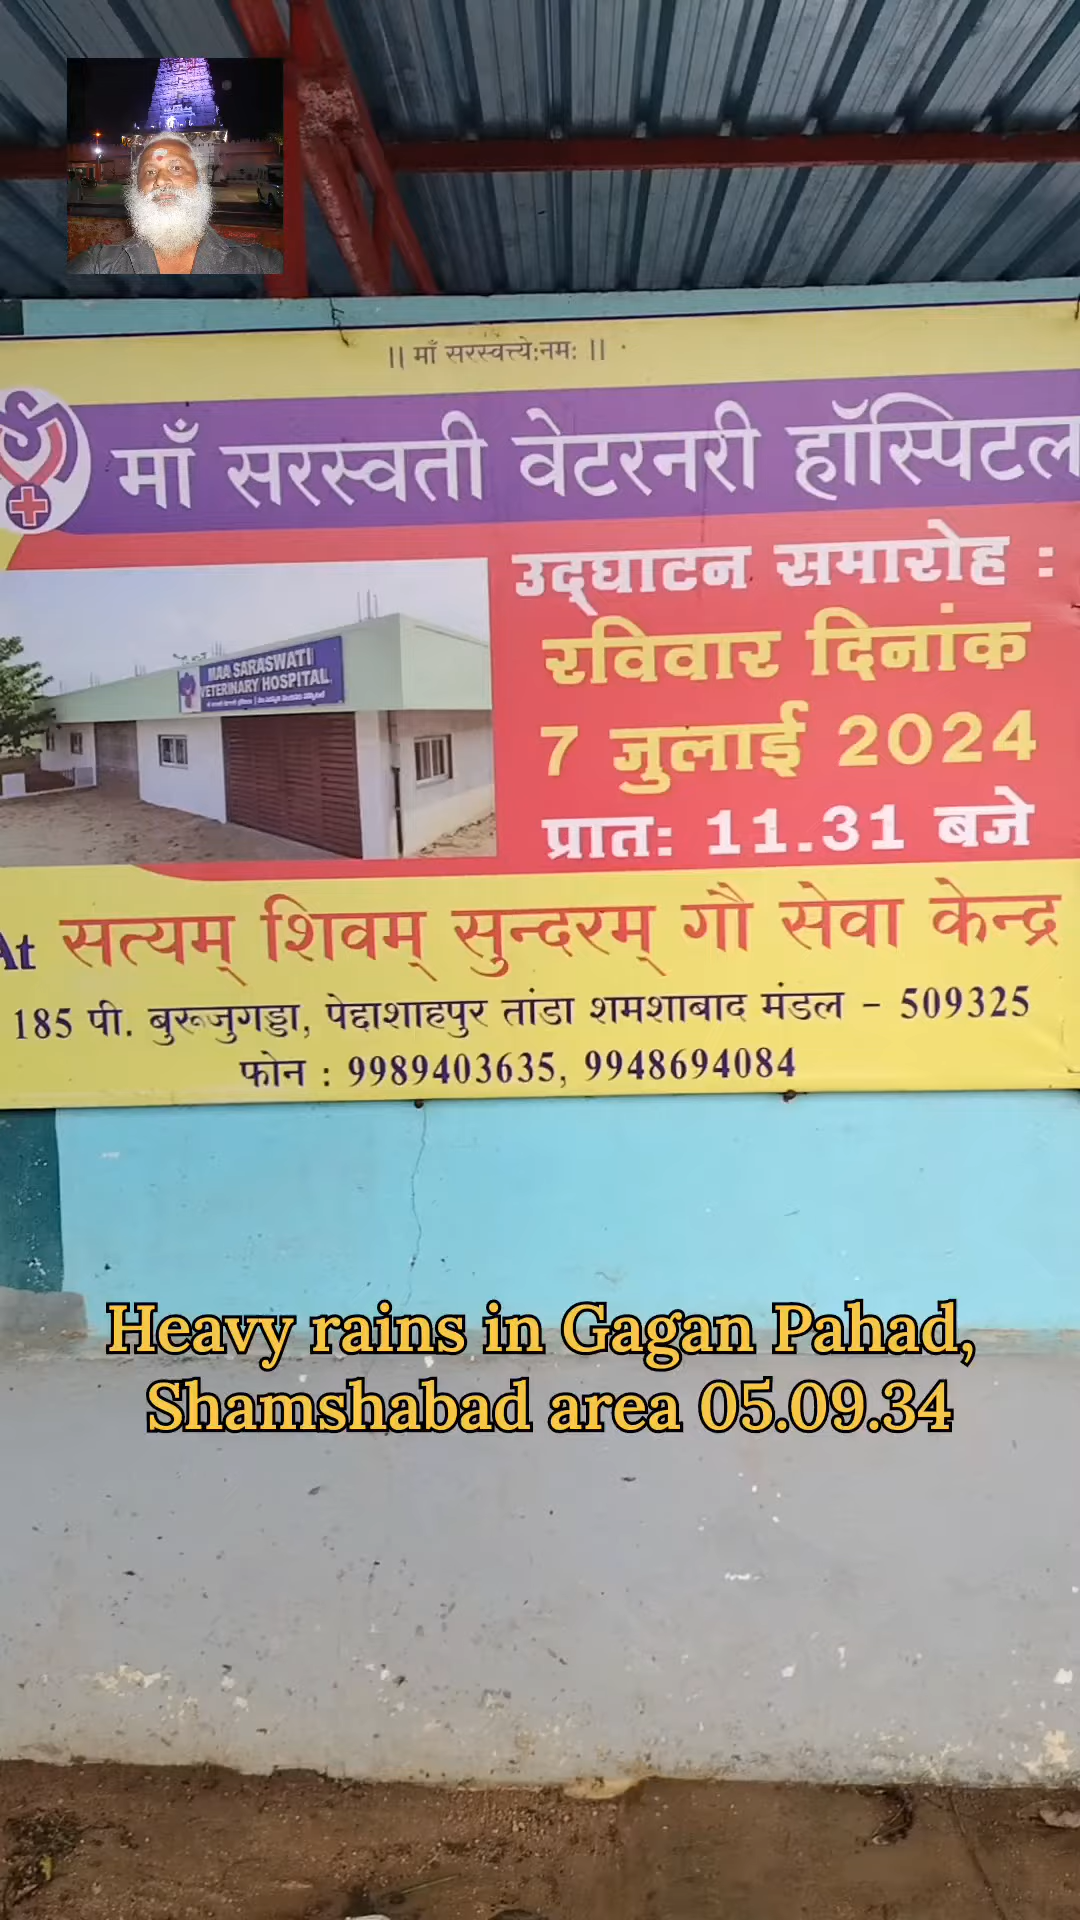 || माँ सरस्वत्त्ये:नमः ||
माँ सरस्वती वेटरनरी हॉस्पिटल
उद्घाटन समारोह :
रविवार दिनांक
7 जुलाई 2024
प्रातः 11.31 बजे
MAA SARASWATI
VETERINARY HOSPITAL
At सत्यम् शिवम् सुन्दरम् गौ सेवा केन्द्र
185 पी. बुरूजुगड्डा, पेद्दाशाहपुर तांडा शमशाबाद मंडल - 509325
फोन : 9989403635, 9948694084
Heavy rains in Gagan Pahad,
Shamshabad area 05.09.34